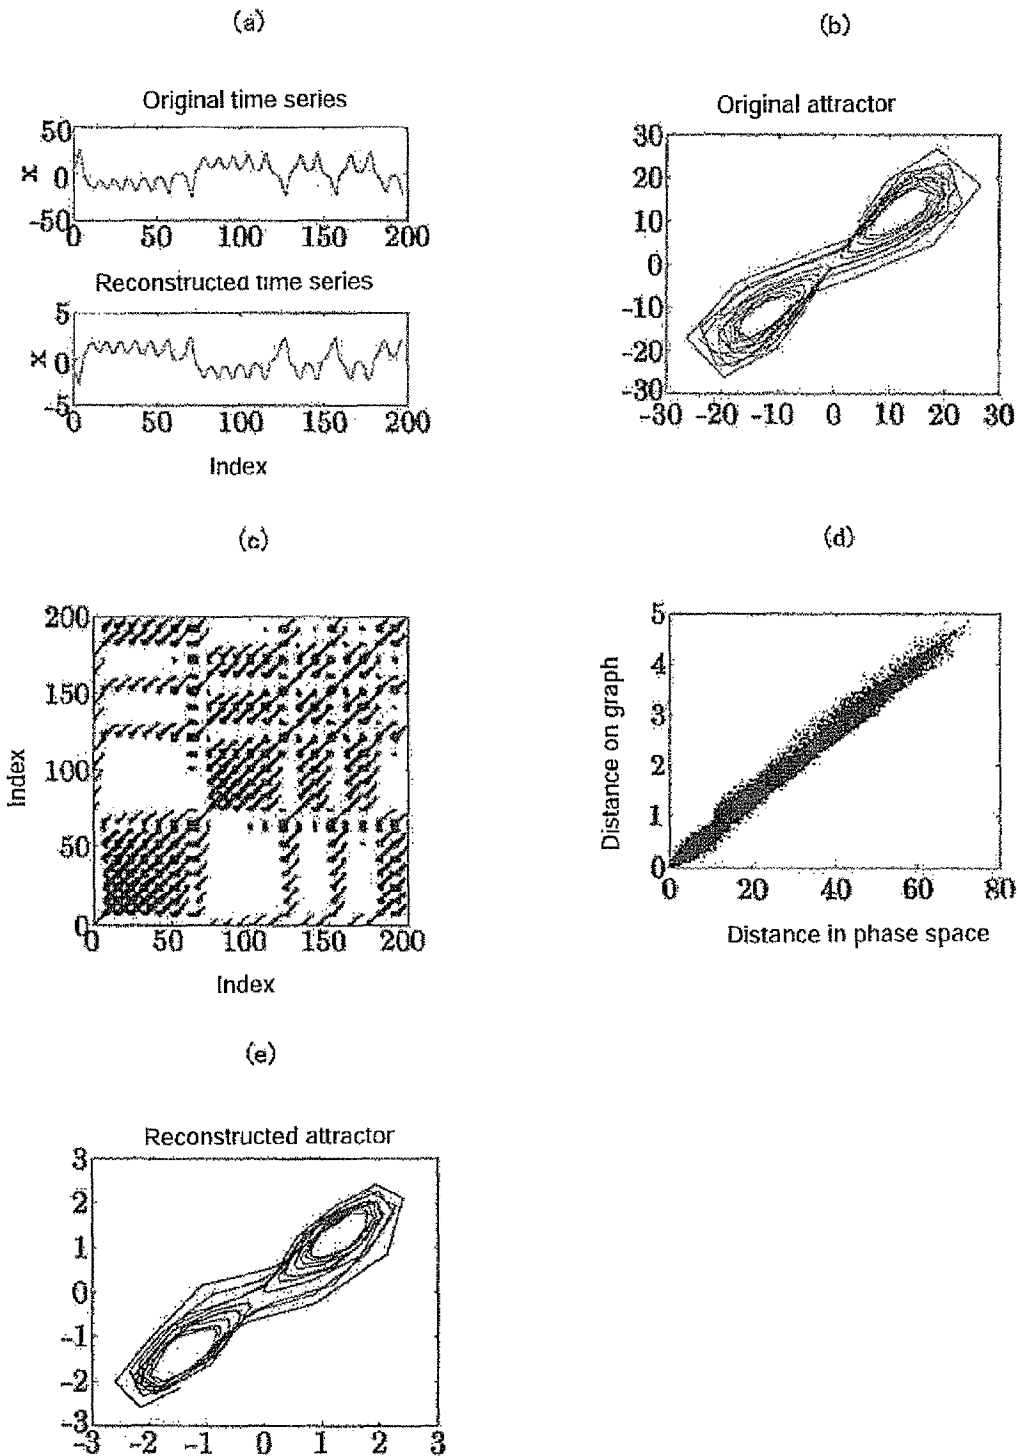 (a)
Original time series
50
0
-50
x
0 50 100 150 200
Reconstructed time series
5
0
-5
x
0 50 100 150 200
Index
(b)
Original attractor
30
20
10
0
-10
-20
-30
-30 -20 -10 0 10 20 30
(c)
200
150
100
50
0
Index
0 50 100 150 200
Index
(d)
5
4
3
2
1
0
Distance on graph
0 20 40 60 80
Distance in phase space
(e)
Reconstructed attractor
3
2
1
0
-1
-2
-3
-3 -2 -1 0 1 2 3